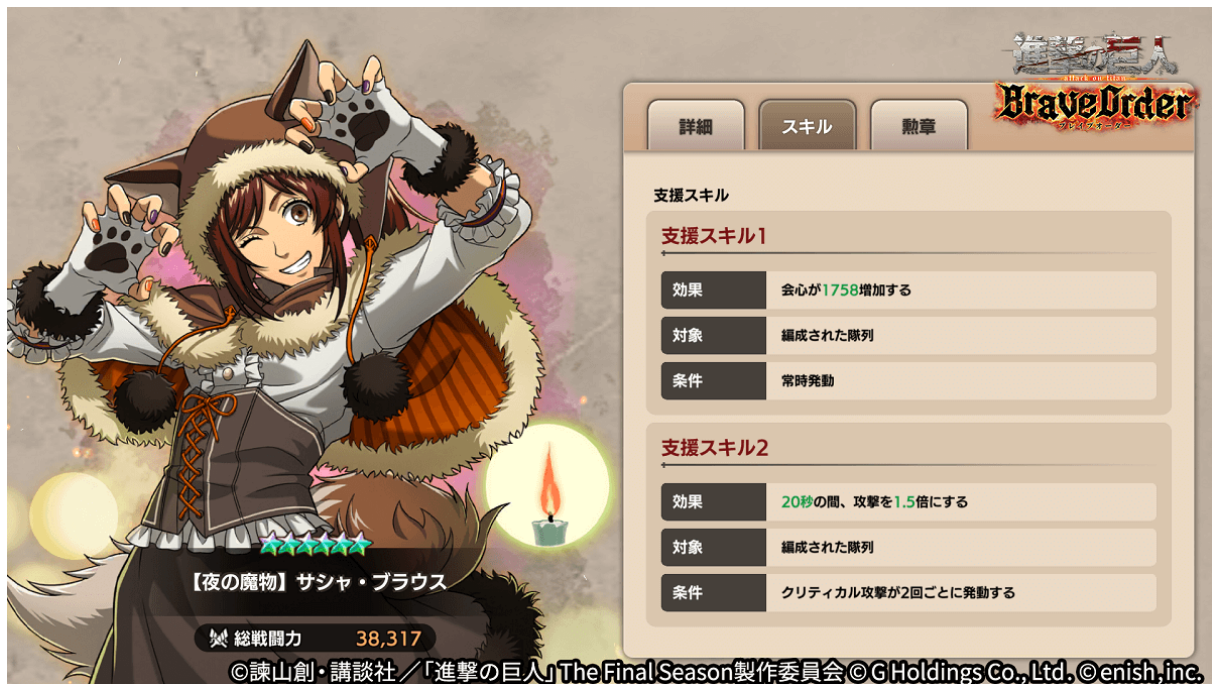 進撃の巨人
attack on titan
BraveOrder
ブレイブオーダー
詳細
スキル
勲章
支援スキル
支援スキル1
効果
会心が1758増加する
対象
編成された隊列
条件
常時発動
支援スキル2
効果
20秒の間、攻撃を1.5倍にする
対象
編成された隊列
条件
クリティカル攻撃が2回ごとに発動する
【夜の魔物】サシャ・ブラウス
総戦闘力
38,317
©諫山創・講談社／「進撃の巨人」The Final Season製作委員会 © G Holdings Co., Ltd. © enish,inc.